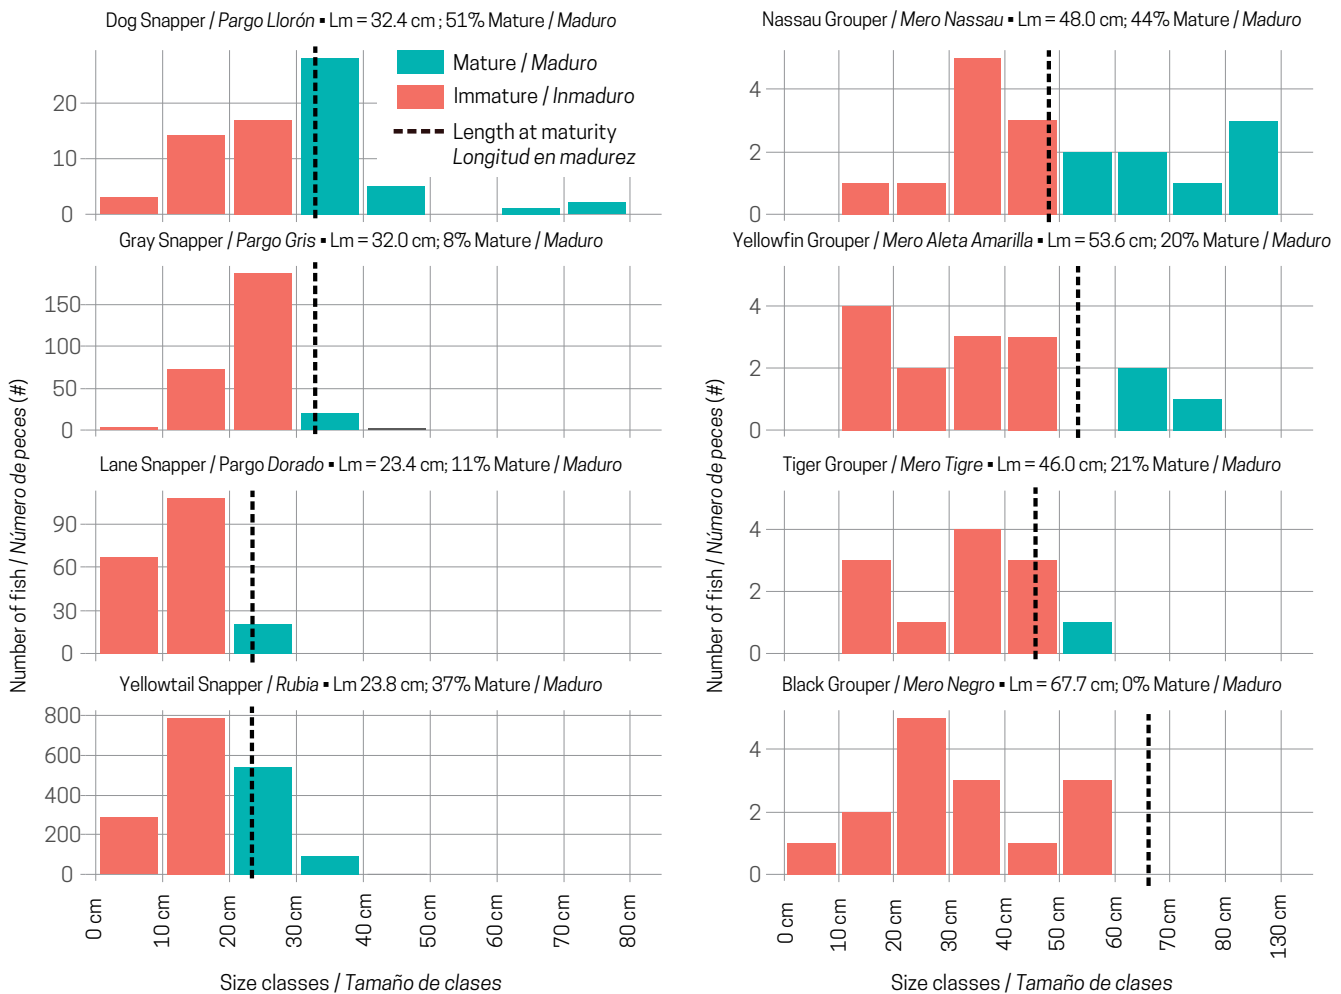 Dog Snapper / Pargo Llorón ▪ Lm = 32.4 cm ; 51% Mature / Maduro
20
10
0
Mature / Maduro
Immature / Inmaduro
Length at maturity
Longitud en madurez
Gray Snapper / Pargo Gris ▪ Lm = 32.0 cm; 8% Mature / Maduro
150
100
50
0
Lane Snapper / Pargo Dorado ▪ Lm = 23.4 cm; 11% Mature / Maduro
90
60
30
0
Yellowtail Snapper / Rubia ▪ Lm 23.8 cm; 37% Mature / Maduro
800
600
400
200
0
0 cm
10 cm
20 cm
30 cm
40 cm
50 cm
60 cm
70 cm
80 cm
Number of fish / Número de peces (#)
Size classes / Tamaño de clases
Nassau Grouper / Mero Nassau ▪ Lm = 48.0 cm; 44% Mature / Maduro
4
2
0
Yellowfin Grouper / Mero Aleta Amarilla ▪ Lm = 53.6 cm; 20% Mature / Maduro
4
2
0
Tiger Grouper / Mero Tigre ▪ Lm = 46.0 cm; 21% Mature / Maduro
4
2
0
Black Grouper / Mero Negro ▪ Lm = 67.7 cm; 0% Mature / Maduro
4
2
0
0 cm
10 cm
20 cm
30 cm
40 cm
50 cm
60 cm
70 cm
80 cm
130 cm
Number of fish / Número de peces (#)
Size classes / Tamaño de clases